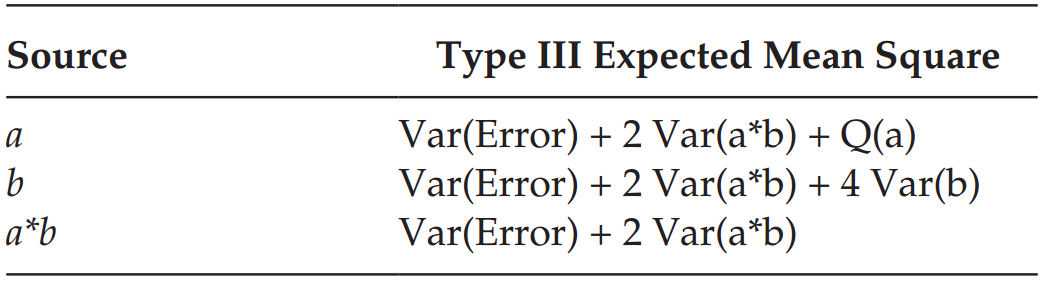 Source Type III Expected Mean Square
a Var(Error) + 2 Var(a*b) + Q(a)
b Var(Error) + 2 Var(a*b) + 4 Var(b)
a*b Var(Error) + 2 Var(a*b)